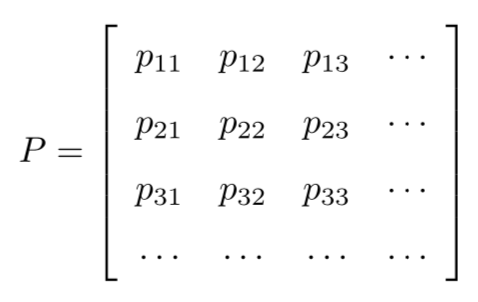 p₁₁ p₁₂ p₁₃ ⋯
p₂₁ p₂₂ p₂₃ ⋯
P = p₃₁ p₃₂ p₃₃ ⋯
⋯ ⋯ ⋯ ⋯